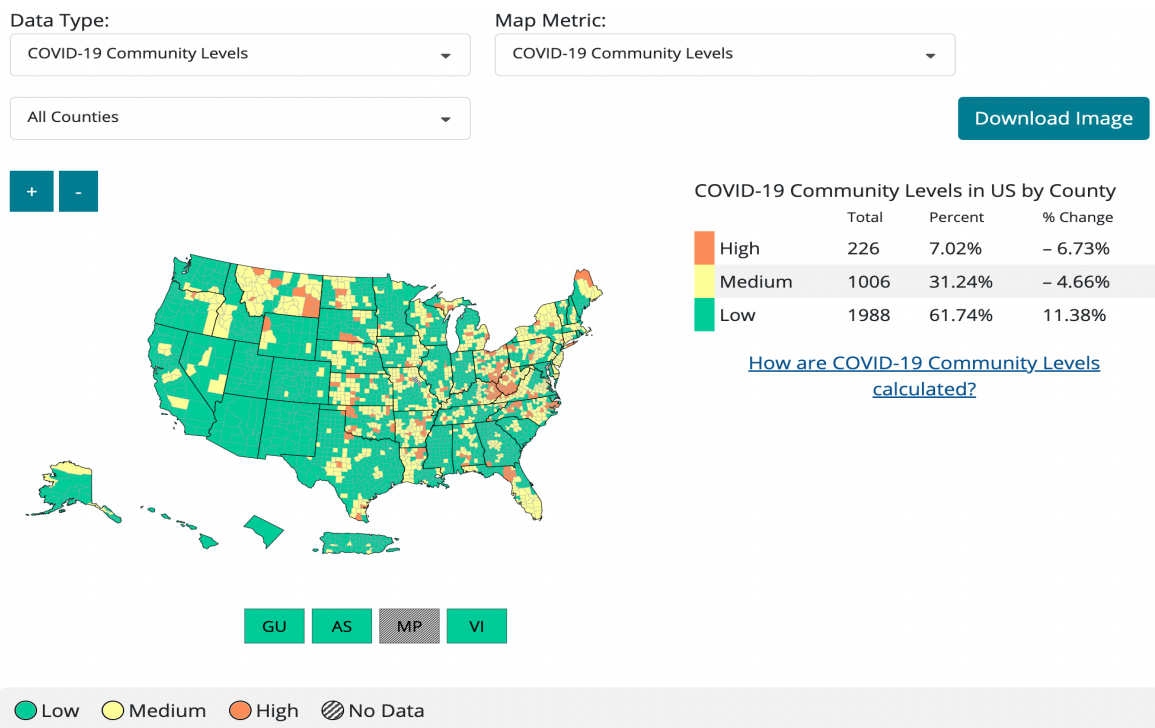 Data Type:
Map Metric:
COVID-19 Community Levels
COVID-19 Community Levels
All Counties
Download Image
+
-
COVID-19 Community Levels in US by County
Total Percent % Change
High 226 7.02% – 6.73%
Medium 1006 31.24% – 4.66%
Low 1988 61.74% 11.38%
How are COVID-19 Community Levels
calculated?
GU AS MP VI
Low Medium High No Data